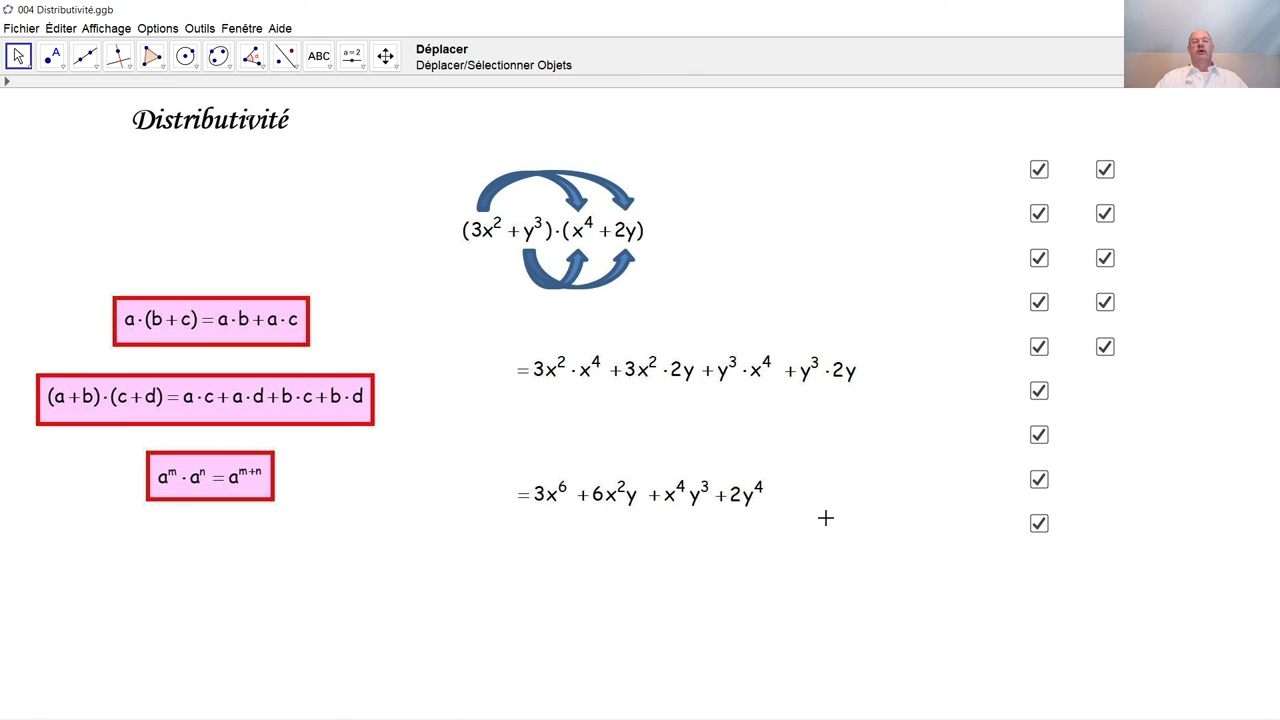 004 Distributivité.ggb
Fichier Éditer Affichage Options Outils Fenêtre Aide
A ABC a=2 Déplacer
Déplacer/Sélectionner Objets
Distributivité
(3x² + y³) · (x⁴ + 2y)
a · (b + c) = a · b + a · c
= 3x² · x⁴ + 3x² · 2y + y³ · x⁴ + y³ · 2y
(a + b) · (c + d) = a · c + a · d + b · c + b · d
aᵐ · aⁿ = aᵐ⁺ⁿ
= 3x⁶ + 6x²y + x⁴y³ + 2y⁴